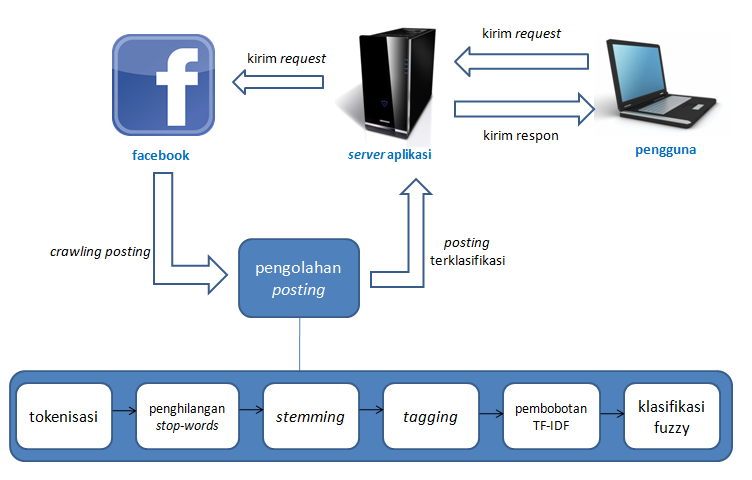 kirim request
kirim request
kirim respon
facebook
server aplikasi
pengguna
crawling posting
pengolahan
posting
posting
terklasifikasi
tokenisasi
penghilangan
stop-words
stemming
tagging
pembobotan
TF-IDF
klasifikasi
fuzzy